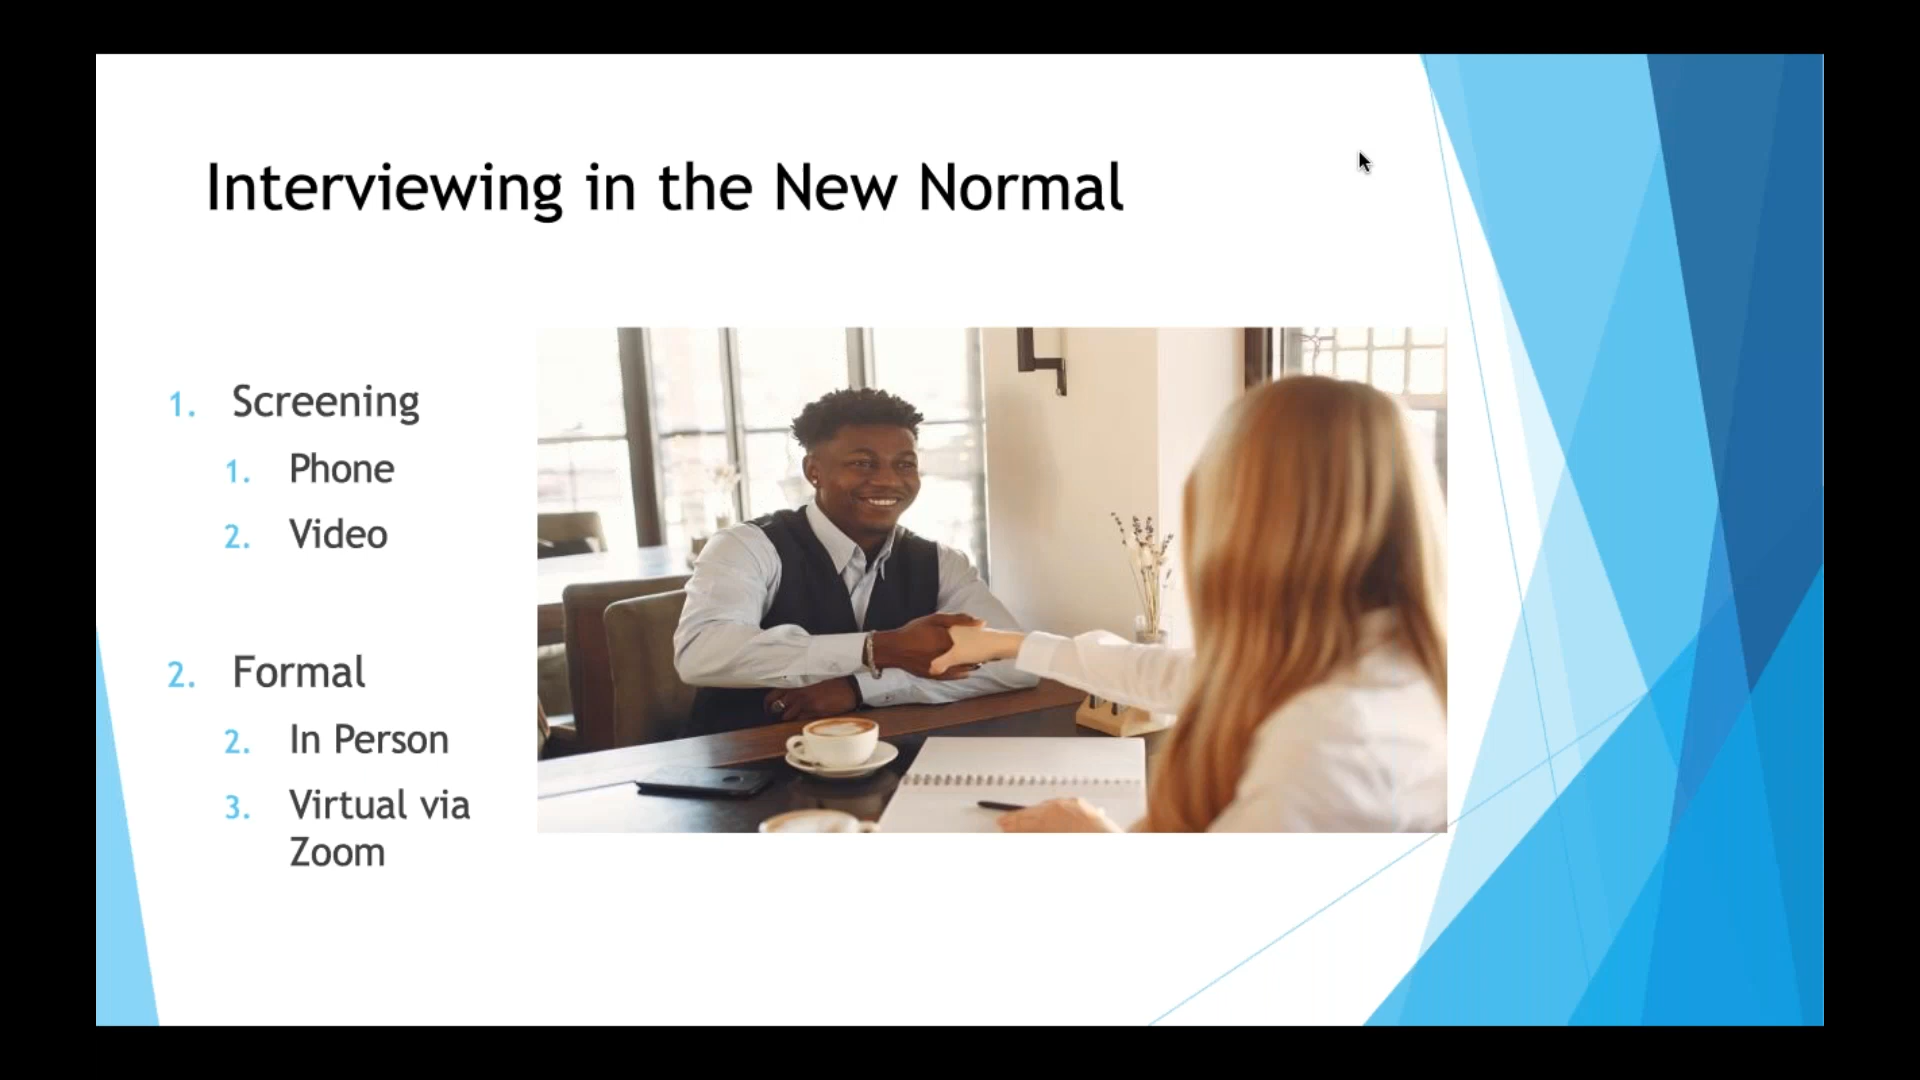 Interviewing in the New Normal
1. Screening
1. Phone
2. Video
2. Formal
2. In Person
3. Virtual via
Zoom